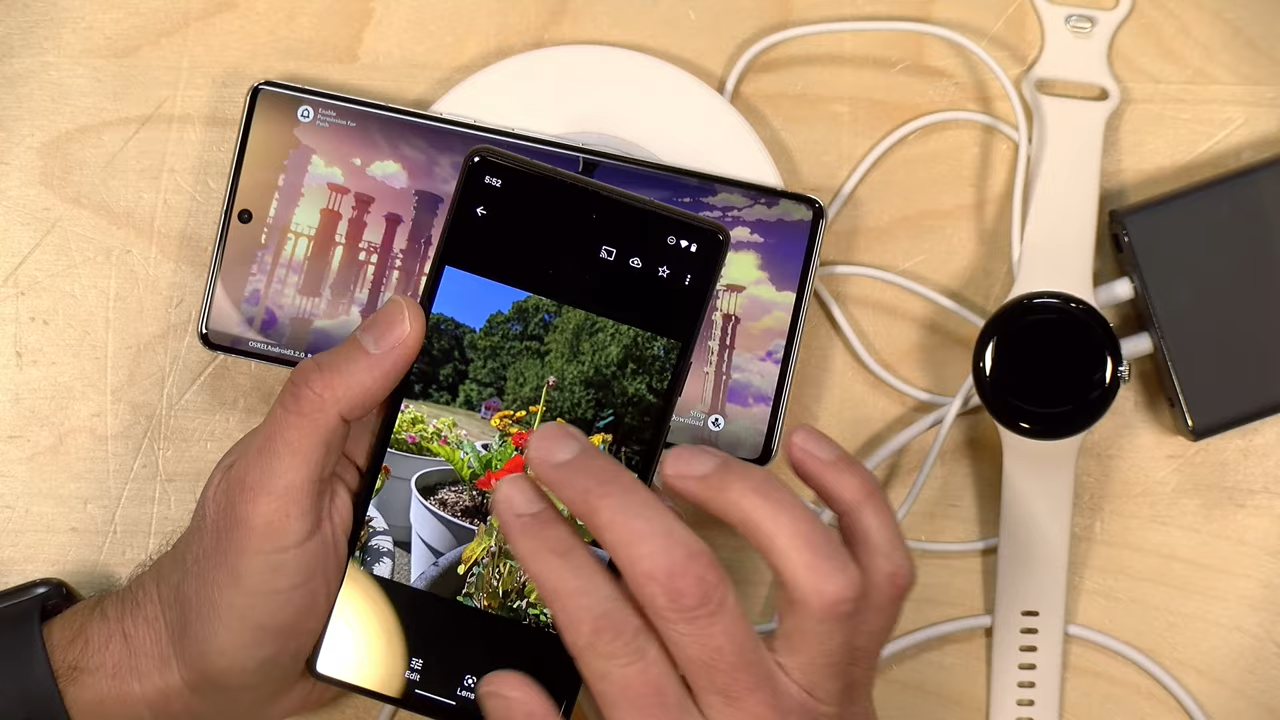 Enable
Permission for
Push
5:52
OSRELAndroid3.2.0
Stop
Download
Edit
Lens